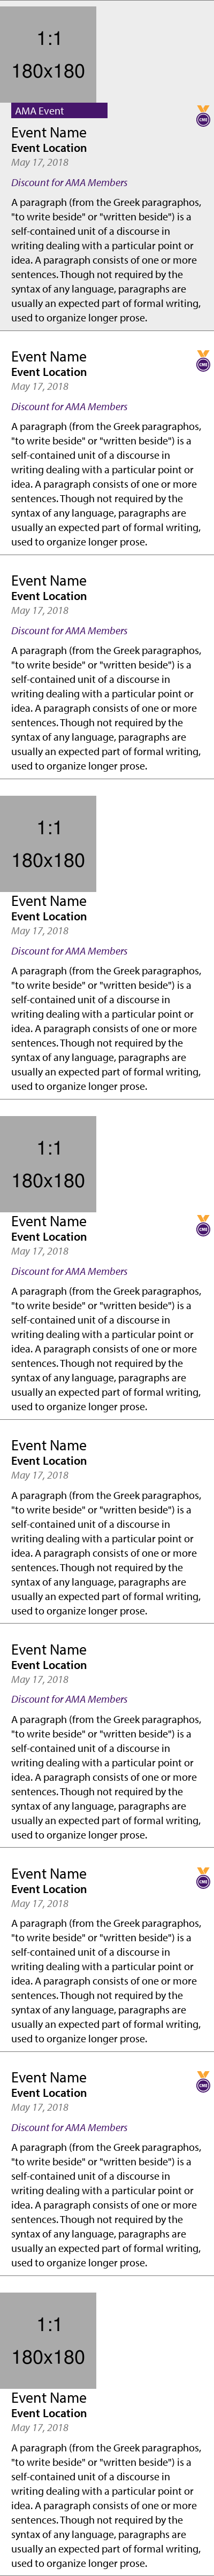 1:1
180x180
AMA Event
CME
Event Name
Event Location
May 17, 2018
Discount for AMA Members
A paragraph (from the Greek paragraphos,
"to write beside" or "written beside") is a
self-contained unit of a discourse in
writing dealing with a particular point or
idea. A paragraph consists of one or more
sentences. Though not required by the
syntax of any language, paragraphs are
usually an expected part of formal writing,
used to organize longer prose.
Event Name
CME
Event Location
May 17, 2018
Discount for AMA Members
A paragraph (from the Greek paragraphos,
"to write beside" or "written beside") is a
self-contained unit of a discourse in
writing dealing with a particular point or
idea. A paragraph consists of one or more
sentences. Though not required by the
syntax of any language, paragraphs are
usually an expected part of formal writing,
used to organize longer prose.
Event Name
Event Location
May 17, 2018
Discount for AMA Members
A paragraph (from the Greek paragraphos,
"to write beside" or "written beside") is a
self-contained unit of a discourse in
writing dealing with a particular point or
idea. A paragraph consists of one or more
sentences. Though not required by the
syntax of any language, paragraphs are
usually an expected part of formal writing,
used to organize longer prose.
1:1
180x180
Event Name
Event Location
May 17, 2018
Discount for AMA Members
A paragraph (from the Greek paragraphos,
"to write beside" or "written beside") is a
self-contained unit of a discourse in
writing dealing with a particular point or
idea. A paragraph consists of one or more
sentences. Though not required by the
syntax of any language, paragraphs are
usually an expected part of formal writing,
used to organize longer prose.
1:1
180x180
Event Name
CME
Event Location
May 17, 2018
Discount for AMA Members
A paragraph (from the Greek paragraphos,
"to write beside" or "written beside") is a
self-contained unit of a discourse in
writing dealing with a particular point or
idea. A paragraph consists of one or more
sentences. Though not required by the
syntax of any language, paragraphs are
usually an expected part of formal writing,
used to organize longer prose.
Event Name
Event Location
May 17, 2018
A paragraph (from the Greek paragraphos,
"to write beside" or "written beside") is a
self-contained unit of a discourse in
writing dealing with a particular point or
idea. A paragraph consists of one or more
sentences. Though not required by the
syntax of any language, paragraphs are
usually an expected part of formal writing,
used to organize longer prose.
Event Name
Event Location
May 17, 2018
Discount for AMA Members
A paragraph (from the Greek paragraphos,
"to write beside" or "written beside") is a
self-contained unit of a discourse in
writing dealing with a particular point or
idea. A paragraph consists of one or more
sentences. Though not required by the
syntax of any language, paragraphs are
usually an expected part of formal writing,
used to organize longer prose.
Event Name
CME
Event Location
May 17, 2018
A paragraph (from the Greek paragraphos,
"to write beside" or "written beside") is a
self-contained unit of a discourse in
writing dealing with a particular point or
idea. A paragraph consists of one or more
sentences. Though not required by the
syntax of any language, paragraphs are
usually an expected part of formal writing,
used to organize longer prose.
Event Name
CME
Event Location
May 17, 2018
Discount for AMA Members
A paragraph (from the Greek paragraphos,
"to write beside" or "written beside") is a
self-contained unit of a discourse in
writing dealing with a particular point or
idea. A paragraph consists of one or more
sentences. Though not required by the
syntax of any language, paragraphs are
usually an expected part of formal writing,
used to organize longer prose.
1:1
180x180
Event Name
Event Location
May 17, 2018
A paragraph (from the Greek paragraphos,
"to write beside" or "written beside") is a
self-contained unit of a discourse in
writing dealing with a particular point or
idea. A paragraph consists of one or more
sentences. Though not required by the
syntax of any language, paragraphs are
usually an expected part of formal writing,
used to organize longer prose.